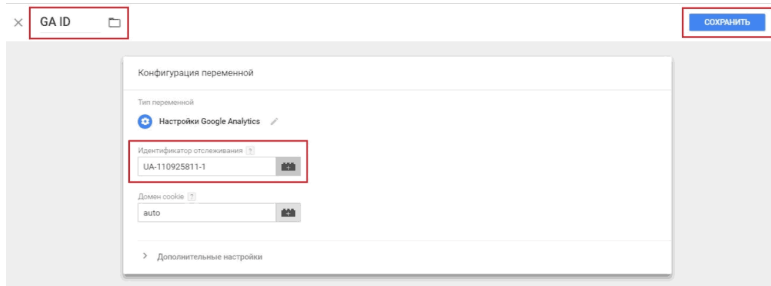 GA ID
СОХРАНИТЬ
Конфигурация переменной
Тип переменной
Настройки Google Analytics
Идентификатор отслеживания ?
UA-110925811-1
Домен cookie ?
auto
Дополнительные настройки